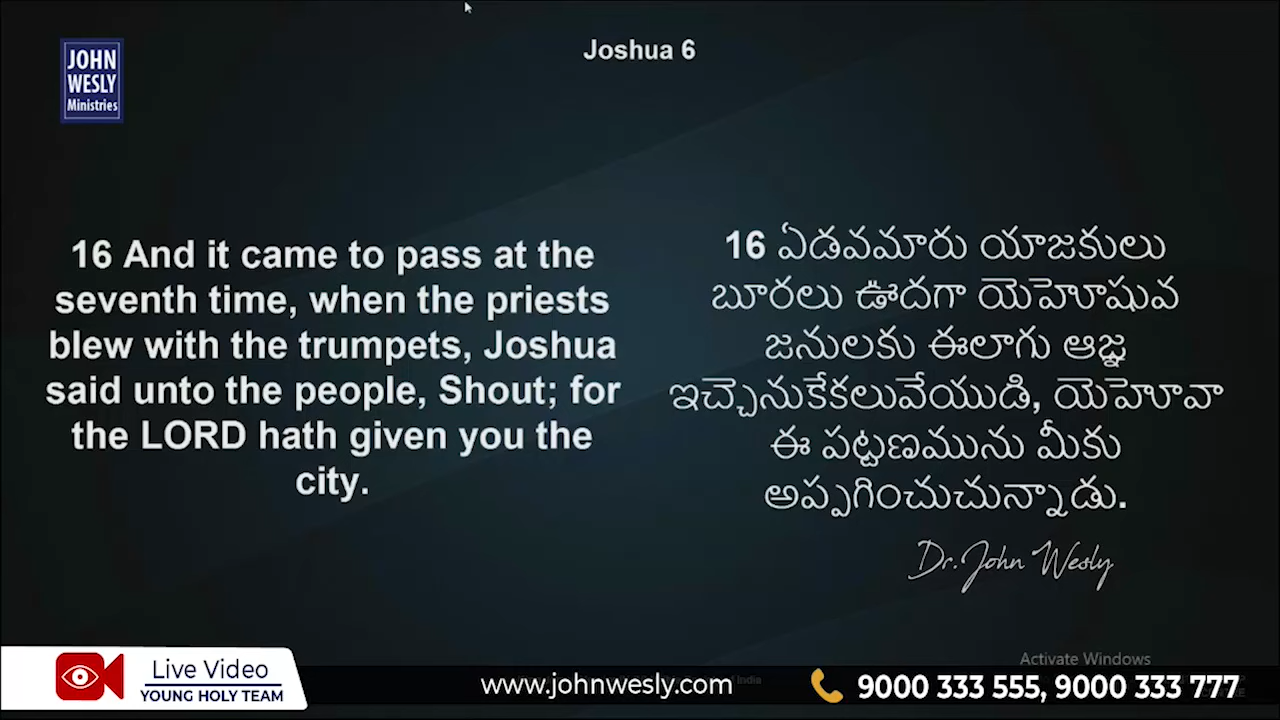 Joshua 6
JOHN
WESLY
Ministries
16 And it came to pass at the
seventh time, when the priests
blew with the trumpets, Joshua
said unto the people, Shout; for
the LORD hath given you the
city.
16 ఏడవమారు యాజకులు
బూరలు ఊదగా యెహోషువ
జనులకు ఈలాగు ఆజ్ఞ
ఇచ్చెనుకేకలువేయుడి, యెహోవా
ఈ పట్టణమును మీకు
అప్పగించుచున్నాడు.
Dr. John Wesly
Activate Windows
Live Video
YOUNG HOLY TEAM
www.johnwesly.com
India
9000 333 555, 9000 333 777